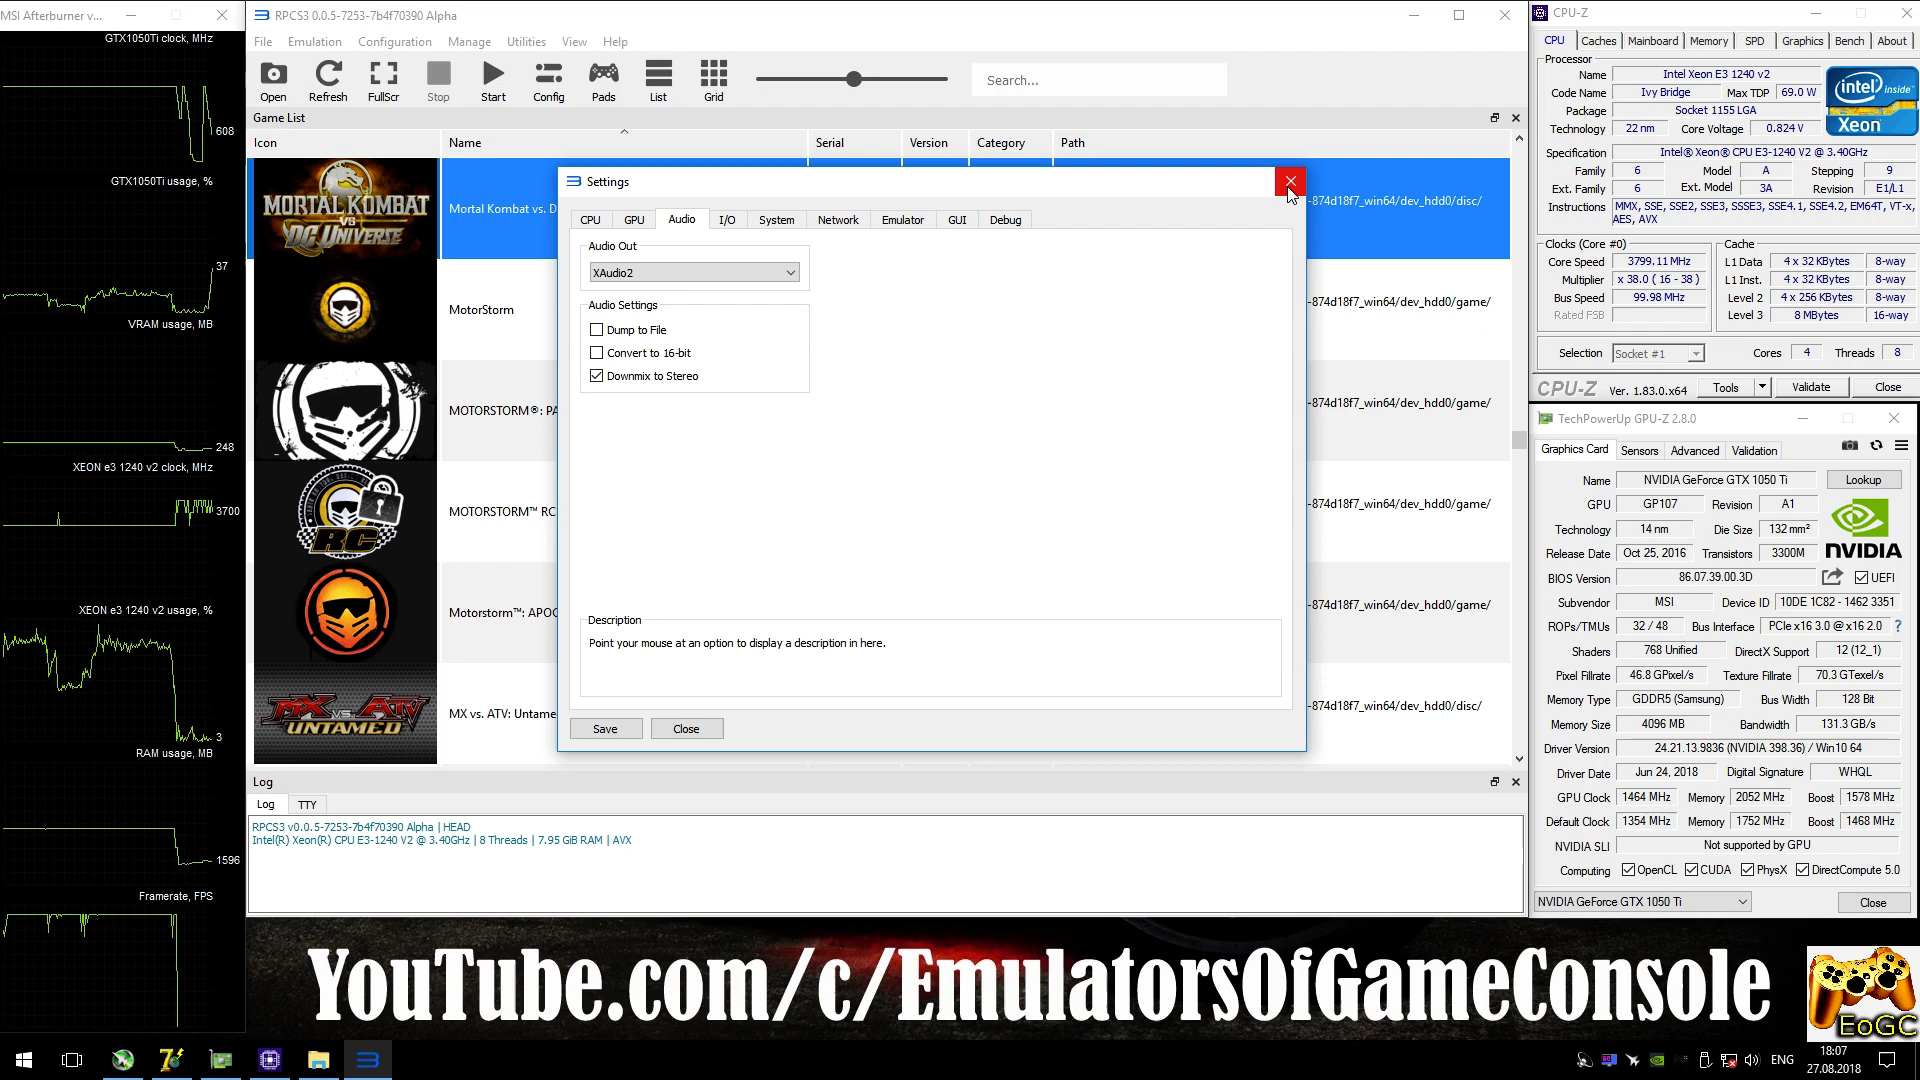 MSI Afterburner v...
GTX1050Ti clock, MHz
608
GTX1050Ti usage, %
37
VRAM usage, MB
248
XEON e3 1240 v2 clock, MHz
3700
XEON e3 1240 v2 usage, %
3
RAM usage, MB
1596
Framerate, FPS
RPCS3 0.0.5-7253-7b4f70390 Alpha
File Emulation Configuration Manage Utilities View Help
Open Refresh FullScr Stop Start Config Pads List Grid
Search...
Game List
Icon Name Serial Version Category Path
MORTAL KOMBAT
VS
DC UNIVERSE
Mortal Kombat vs. D
-874d18f7_win64/dev_hdd0/disc/
MotorStorm
-874d18f7_win64/dev_hdd0/game/
MOTORSTORM®: PA
-874d18f7_win64/dev_hdd0/game/
RC
MOTORSTORM™ RC
-874d18f7_win64/dev_hdd0/game/
Motorstorm™: APOC
-874d18f7_win64/dev_hdd0/game/
MX vs. ATV
UNTAMED
MX vs. ATV: Untame
-874d18f7_win64/dev_hdd0/disc/
Settings
CPU GPU Audio I/O System Network Emulator GUI Debug
Audio Out
XAudio2
Audio Settings
Dump to File
Convert to 16-bit
Downmix to Stereo
Description
Point your mouse at an option to display a description in here.
Save Close
Log
Log TTY
RPCS3 v0.0.5-7253-7b4f70390 Alpha | HEAD
Intel(R) Xeon(R) CPU E3-1240 V2 @ 3.40GHz | 8 Threads | 7.95 GiB RAM | AVX
CPU-Z
CPU Caches Mainboard Memory SPD Graphics Bench About
Processor
Name Intel Xeon E3 1240 v2
Code Name Ivy Bridge Max TDP 69.0 W
Package Socket 1155 LGA
Technology 22 nm Core Voltage 0.824 V
intel inside™
Xeon
Specification Intel® Xeon® CPU E3-1240 V2 @ 3.40GHz
Family 6 Model A Stepping 9
Ext. Family 6 Ext. Model 3A Revision E1/L1
Instructions MMX, SSE, SSE2, SSE3, SSSE3, SSE4.1, SSE4.2, EM64T, VT-x,
AES, AVX
Clocks (Core #0) Cache
Core Speed 3799.11 MHz L1 Data 4 x 32 KBytes 8-way
Multiplier x 38.0 ( 16 - 38 ) L1 Inst. 4 x 32 KBytes 8-way
Bus Speed 99.98 MHz Level 2 4 x 256 KBytes 8-way
Rated FSB Level 3 8 MBytes 16-way
Selection Socket #1 Cores 4 Threads 8
CPU-Z Ver. 1.83.0.x64 Tools Validate Close
TechPowerUp GPU-Z 2.8.0
Graphics Card Sensors Advanced Validation
Name NVIDIA GeForce GTX 1050 Ti Lookup
GPU GP107 Revision A1
Technology 14 nm Die Size 132 mm²
Release Date Oct 25, 2016 Transistors 3300M
NVIDIA
BIOS Version 86.07.39.00.3D UEFI
Subvendor MSI Device ID 10DE 1C82 - 1462 3351
ROPs/TMUs 32 / 48 Bus Interface PCIe x16 3.0 @ x16 2.0 ?
Shaders 768 Unified DirectX Support 12 (12_1)
Pixel Fillrate 46.8 GPixel/s Texture Fillrate 70.3 GTexel/s
Memory Type GDDR5 (Samsung) Bus Width 128 Bit
Memory Size 4096 MB Bandwidth 131.3 GB/s
Driver Version 24.21.13.9836 (NVIDIA 398.36) / Win10 64
Driver Date Jun 24, 2018 Digital Signature WHQL
GPU Clock 1464 MHz Memory 2052 MHz Boost 1578 MHz
Default Clock 1354 MHz Memory 1752 MHz Boost 1468 MHz
NVIDIA SLI Not supported by GPU
Computing OpenCL CUDA PhysX DirectCompute 5.0
NVIDIA GeForce GTX 1050 Ti Close
YouTube.com/c/EmulatorsOfGameConsole
EoGC
ENG
18:07
27.08.2018